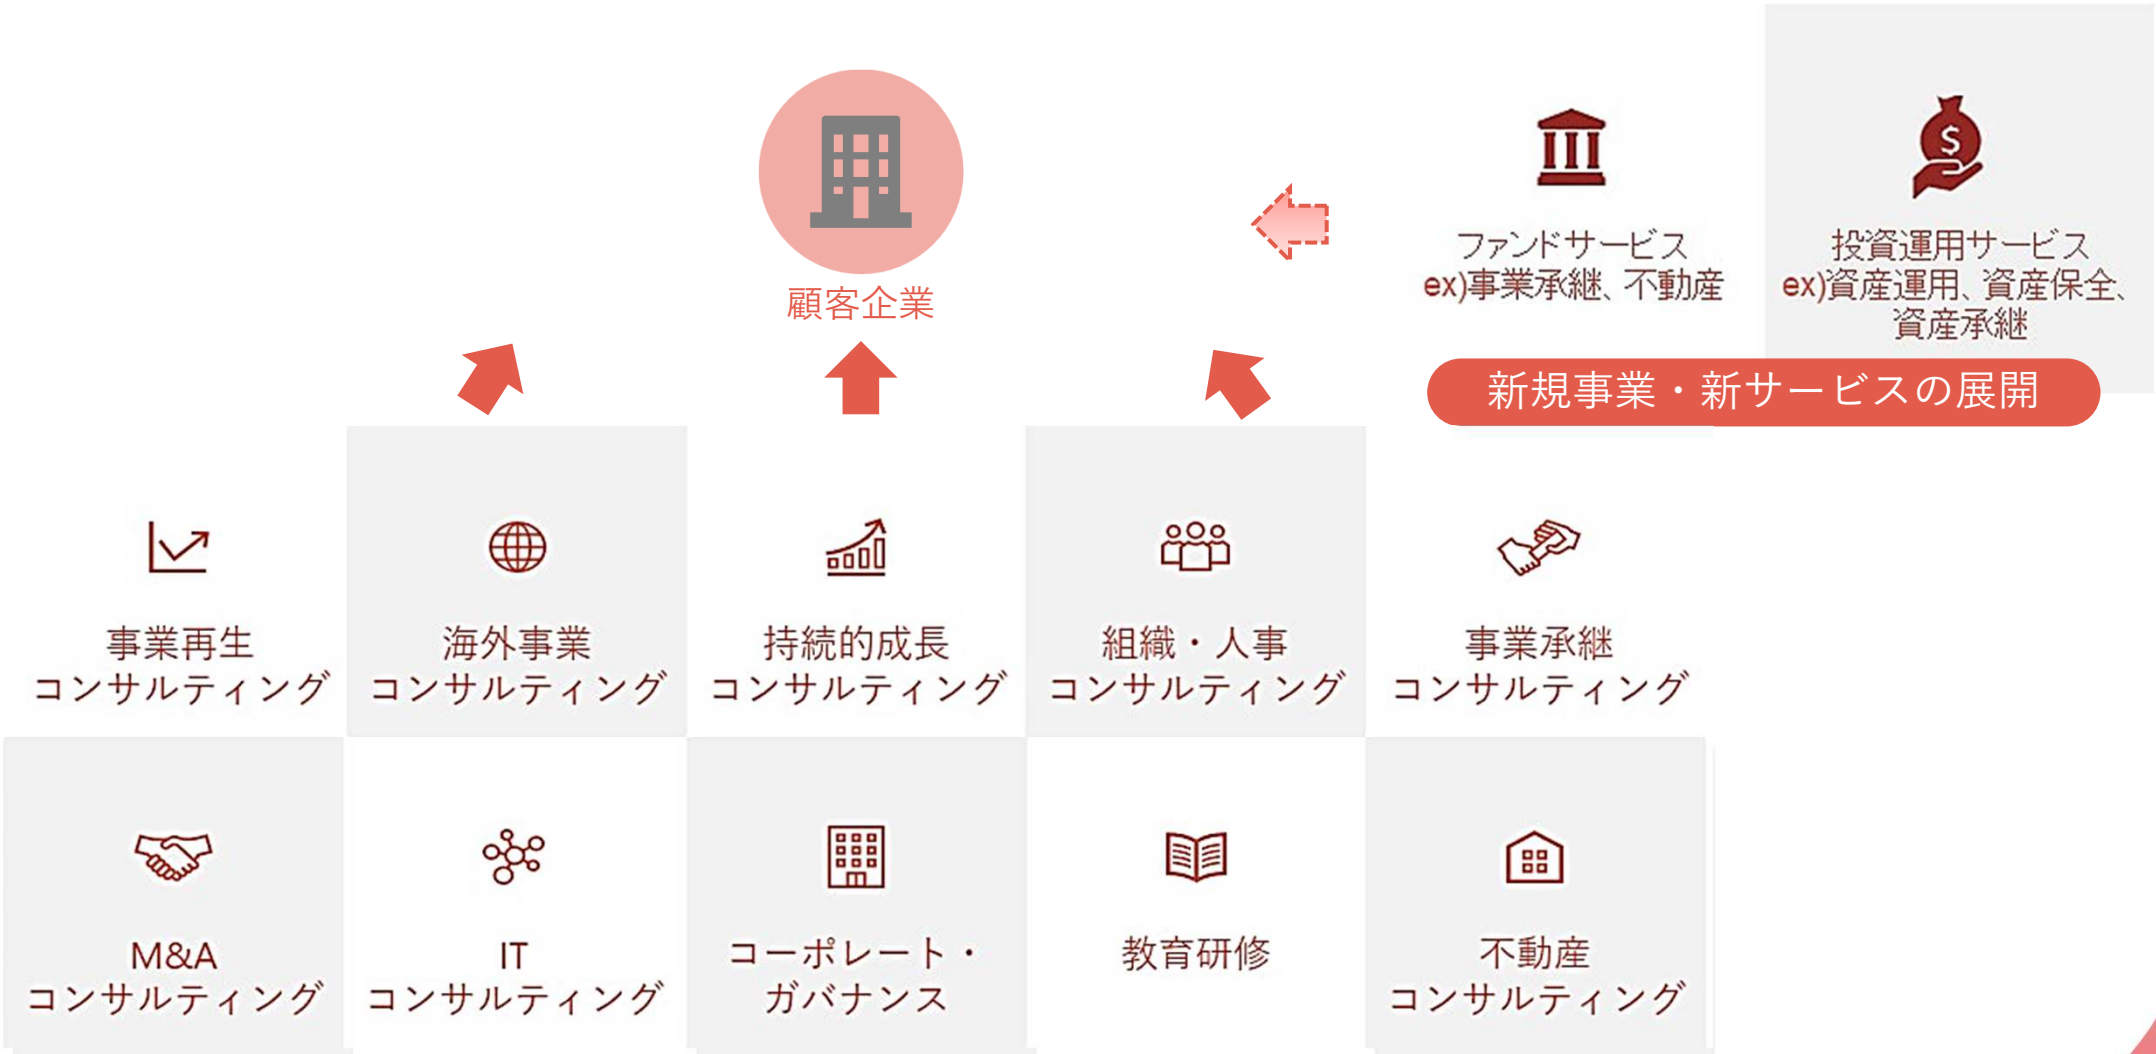 顧客企業
ファンドサービス
ex)事業承継、不動産
投資運用サービス
ex)資産運用、資産保全、
資産承継
新規事業・新サービスの展開
事業再生
コンサルティング
海外事業
コンサルティング
持続的成長
コンサルティング
組織・人事
コンサルティング
事業承継
コンサルティング
M&A
コンサルティング
IT
コンサルティング
コーポレート・
ガバナンス
教育研修
不動産
コンサルティング